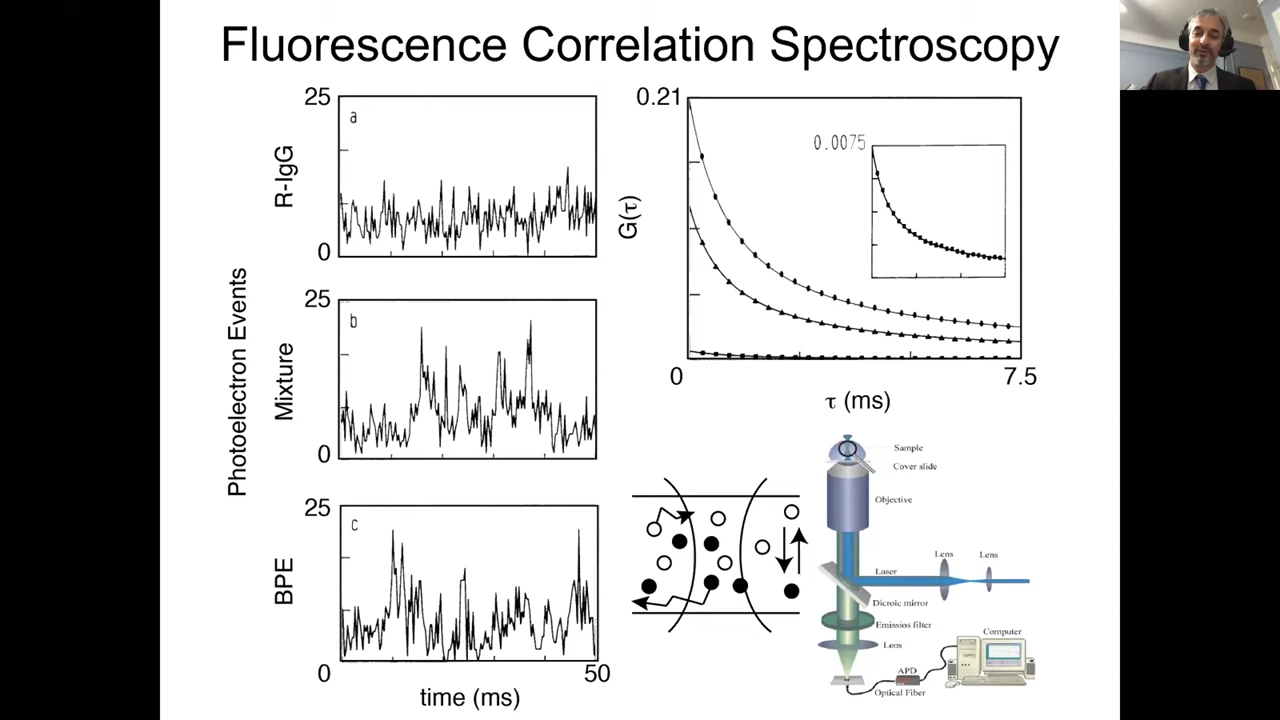 Fluorescence Correlation Spectroscopy
Photoelectron Events
R-IgG
25
a
0
Mixture
25
b
0
BPE
25
c
0
50
time (ms)
0.21
G(τ)
0.0075
0
7.5
τ (ms)
Sample
Cover slide
Objective
Lens
Lens
Laser
Dicroic mirror
Emissios filter
Lens
Computer
APD
Optical Fiber